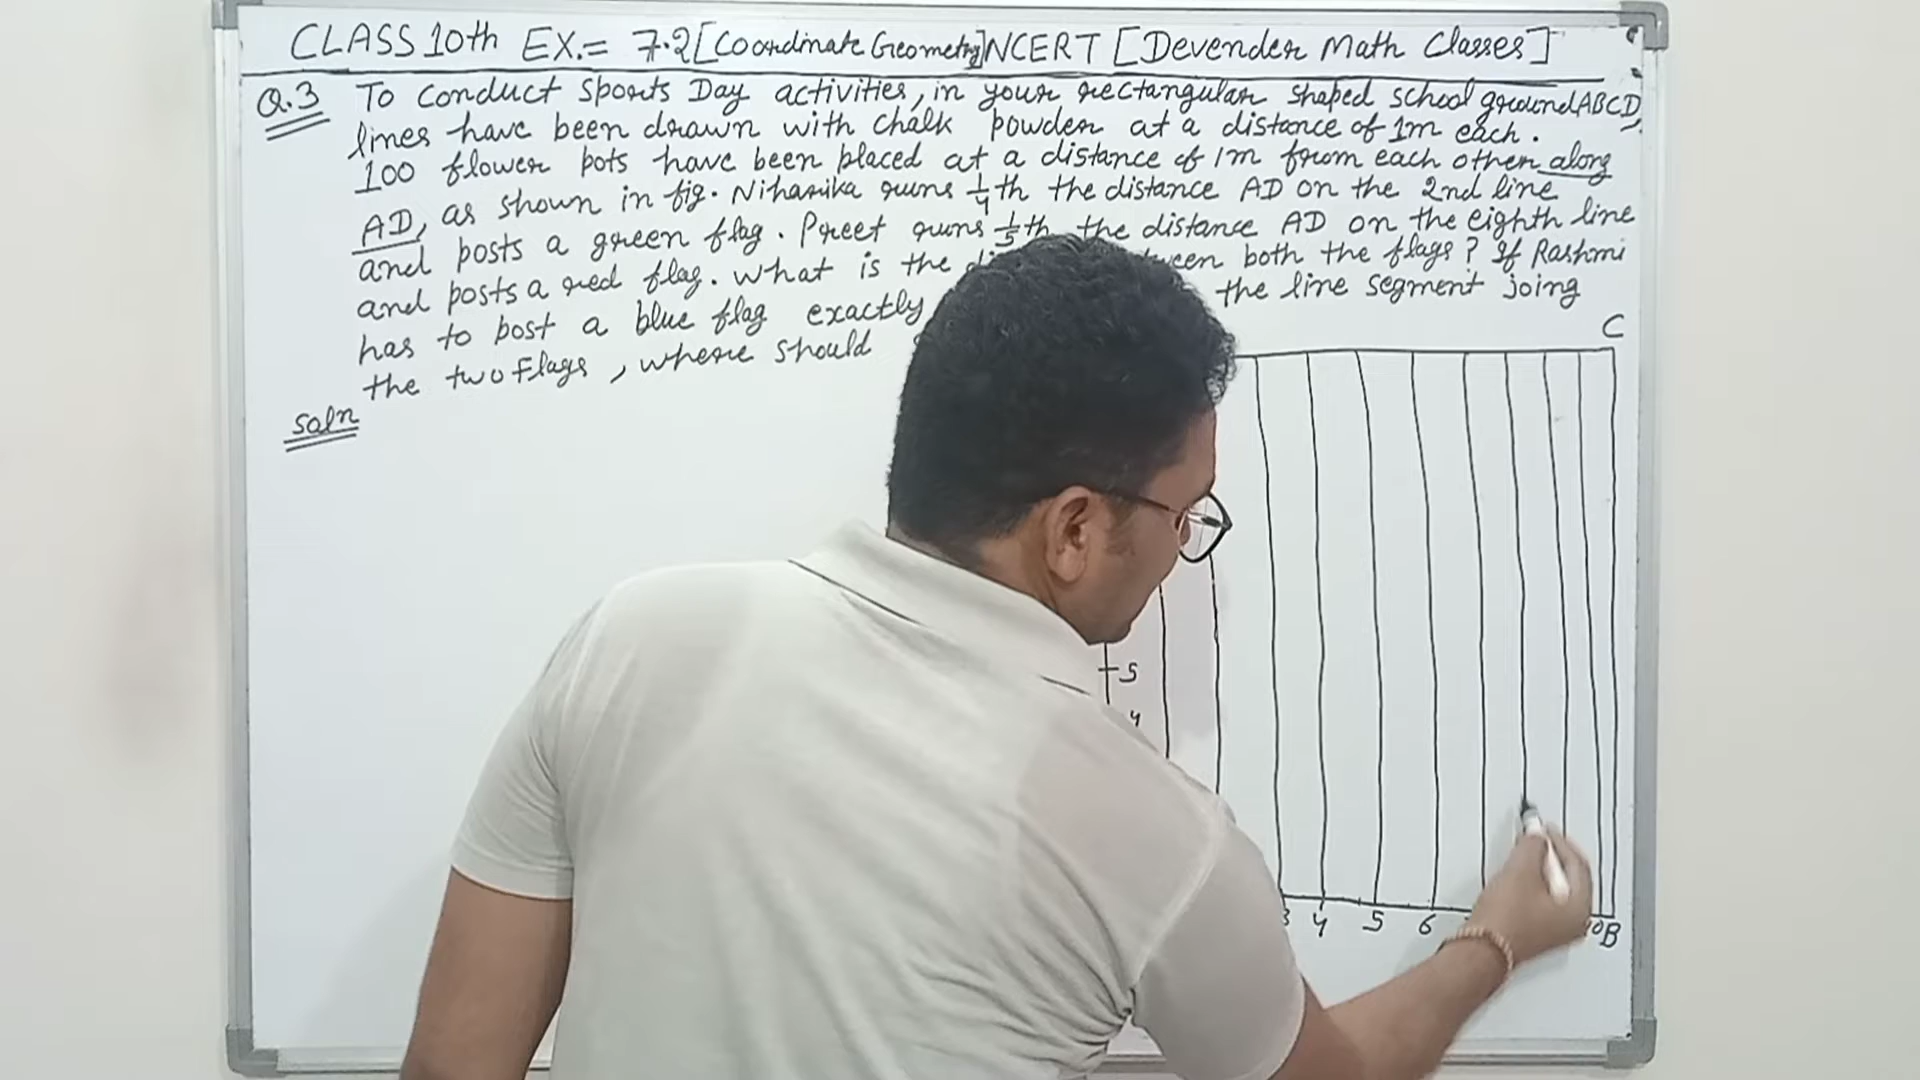 CLASS 10th EX.= 7.2 [Coordinate Geometry] NCERT [Devender Math Classes]
Q.3 To conduct Sports Day activities, in your rectangular shaped school ground ABCD,
lines have been drawn with chalk powder at a distance of 1m each.
100 flower pots have been placed at a distance of 1m from each other along
AD, as shown in fig. Niharika runs 1/4 th the distance AD on the 2nd line
and posts a green flag. Preet runs 1/5 th the distance AD on the eighth line
and posts a red flag. What is the both the flags? If Rashmi
has to post a blue flag exactly the line segment joing
the two Flags, where should
Soln
C
5
4
3 4 5 6 10 B